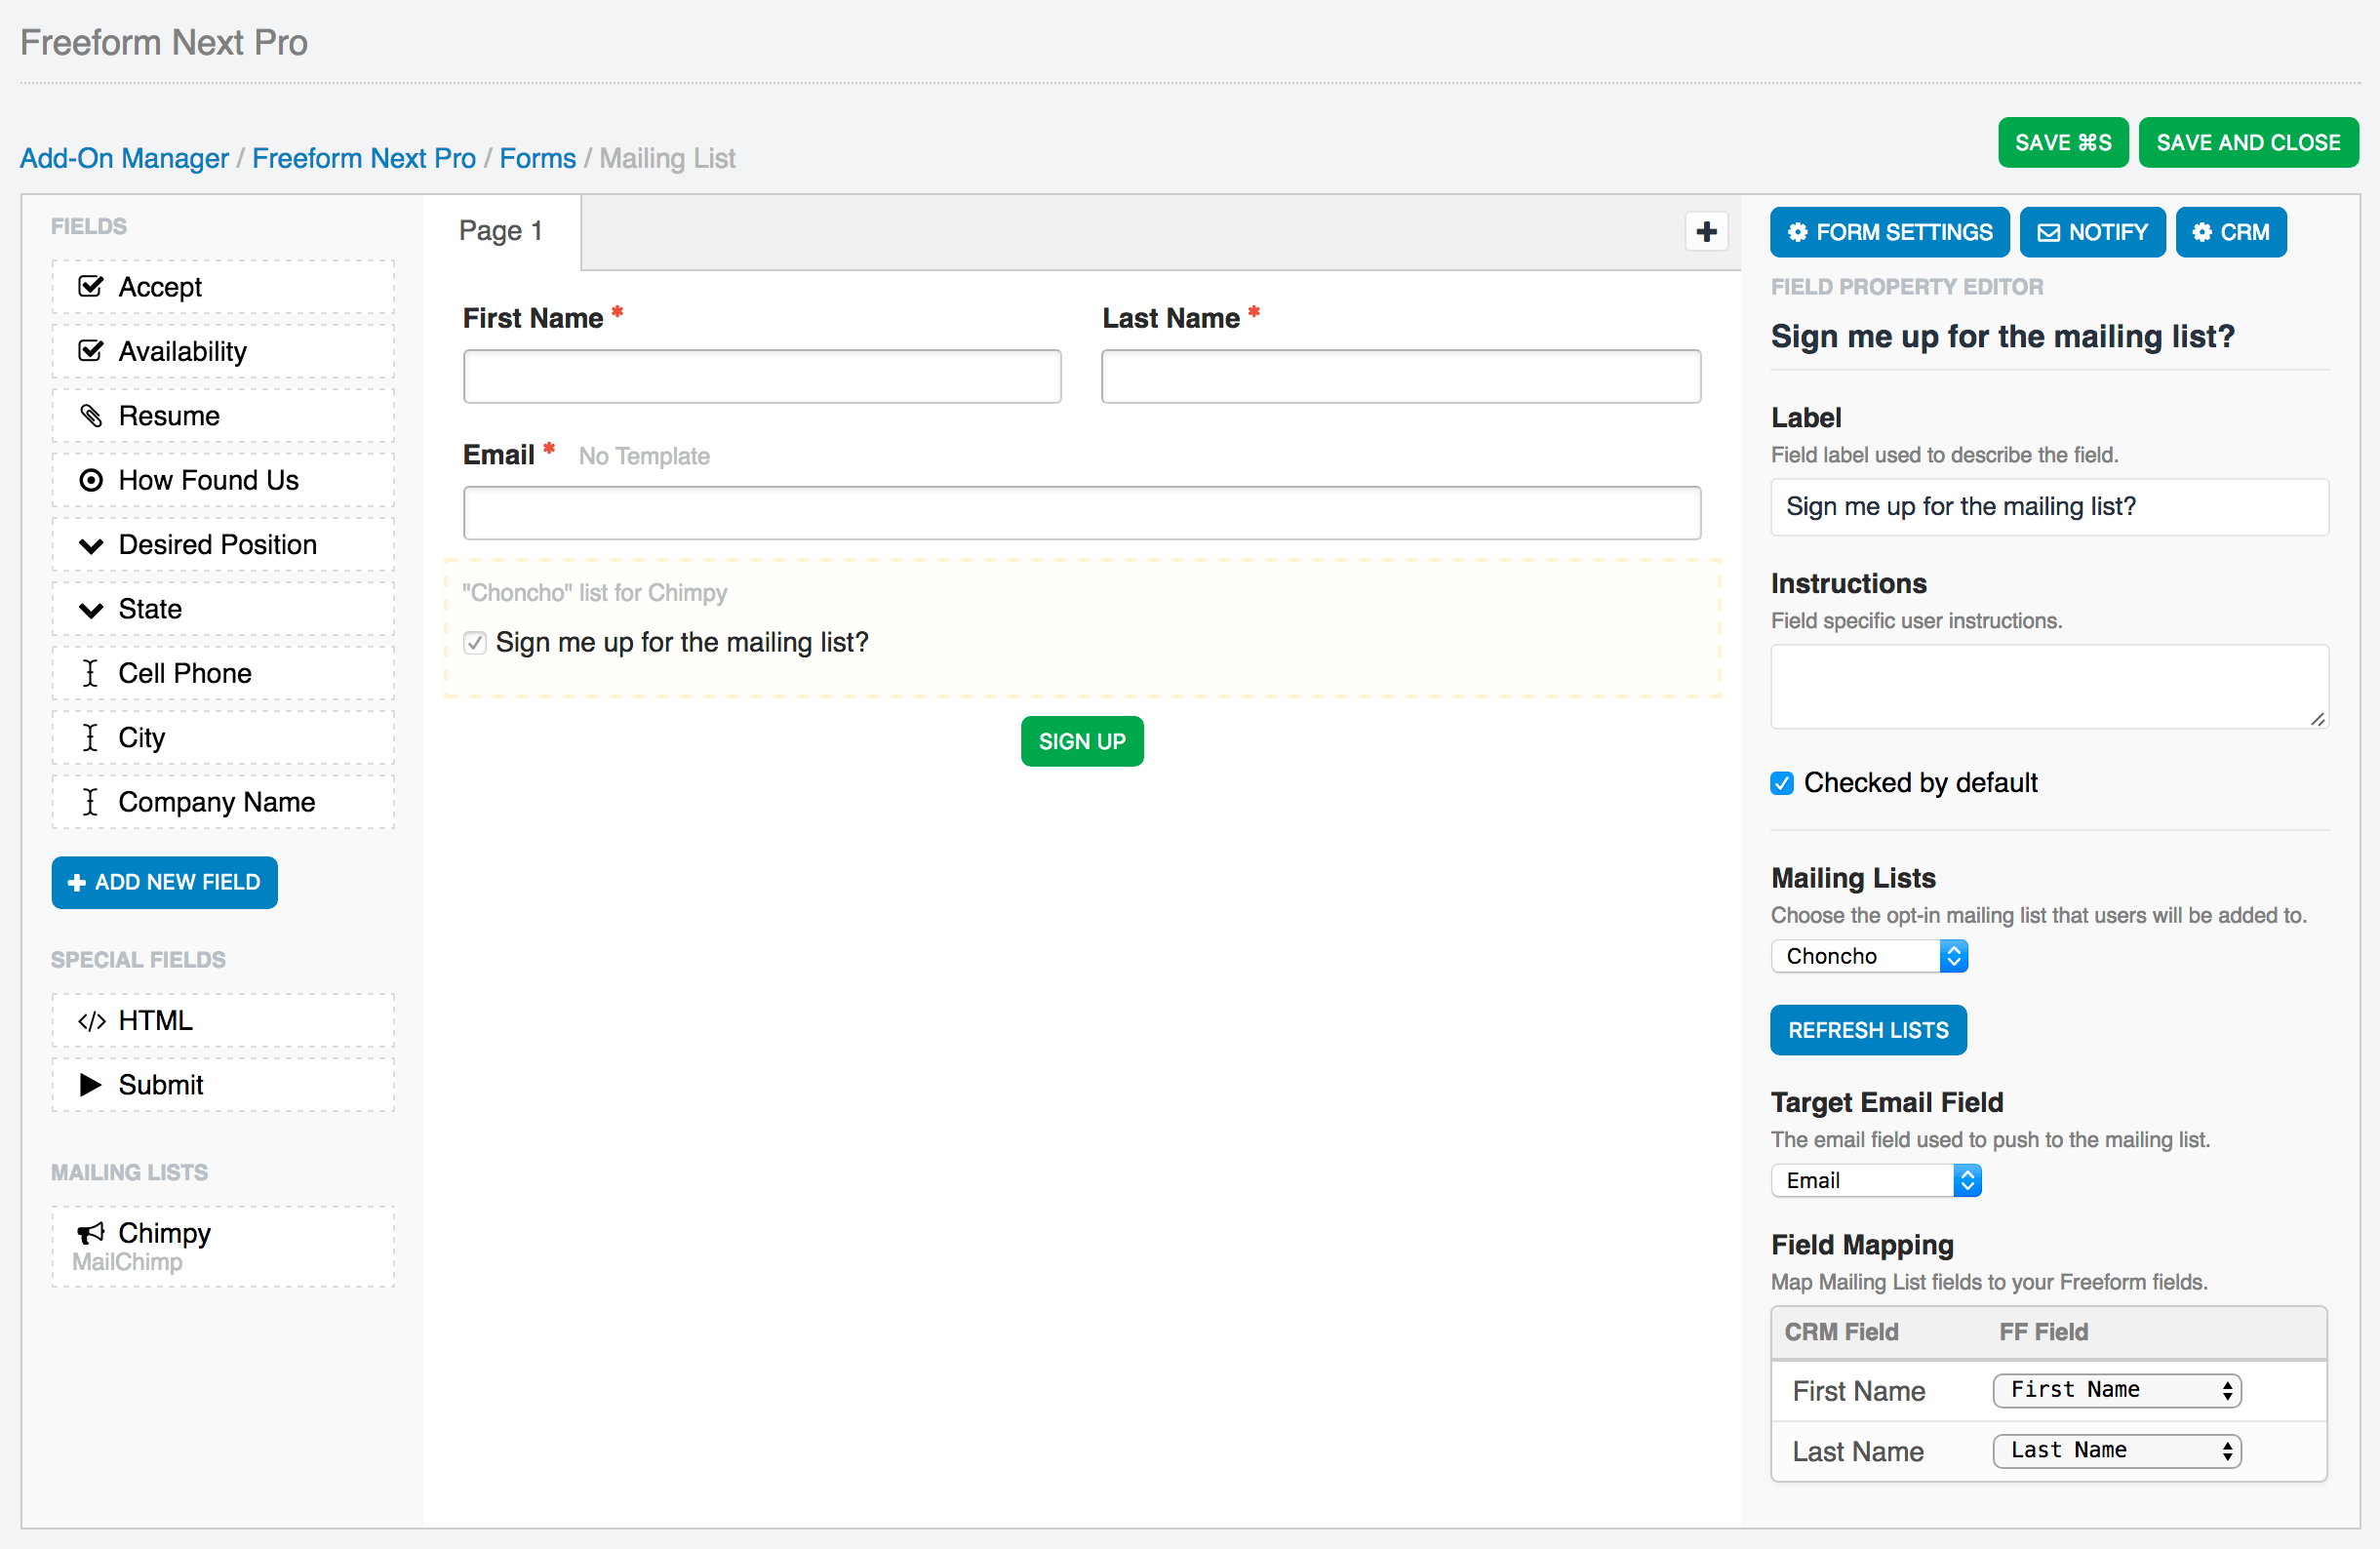 Freeform Next Pro
Add-On Manager / Freeform Next Pro / Forms / Mailing List
SAVE ⌘S
SAVE AND CLOSE
FIELDS
Accept
Availability
Resume
How Found Us
Desired Position
State
Cell Phone
City
Company Name
ADD NEW FIELD
SPECIAL FIELDS
</> HTML
Submit
MAILING LISTS
Chimpy
MailChimp
Page 1
First Name *
Last Name *
Email * No Template
"Choncho" list for Chimpy
Sign me up for the mailing list?
SIGN UP
FORM SETTINGS
NOTIFY
CRM
FIELD PROPERTY EDITOR
Sign me up for the mailing list?
Label
Field label used to describe the field.
Sign me up for the mailing list?
Instructions
Field specific user instructions.
Checked by default
Mailing Lists
Choose the opt-in mailing list that users will be added to.
Choncho
REFRESH LISTS
Target Email Field
The email field used to push to the mailing list.
Email
Field Mapping
Map Mailing List fields to your Freeform fields.
CRM Field FF Field
First Name First Name
Last Name Last Name